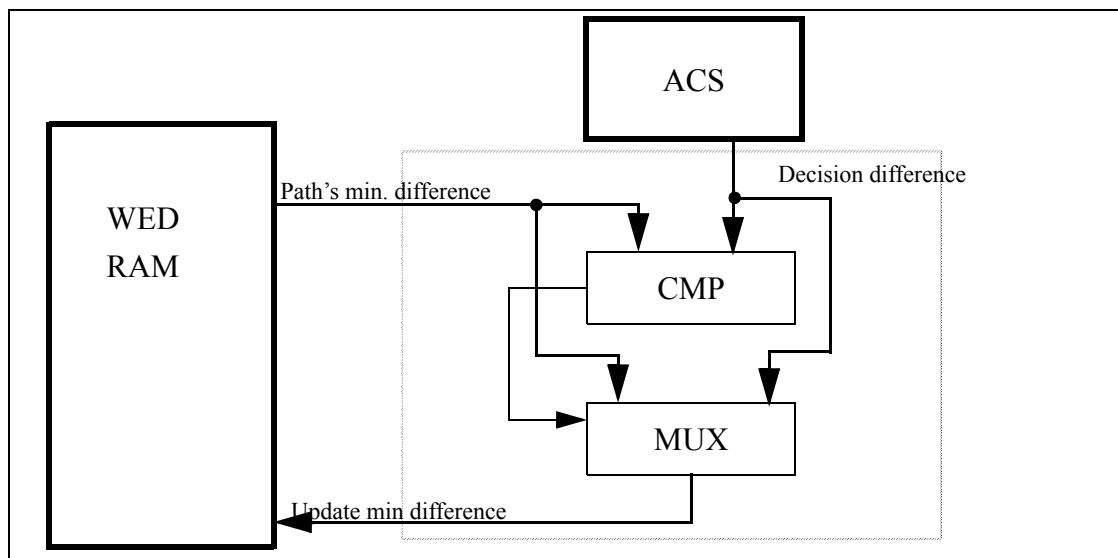 ACS
Decision difference
Path's min. difference
WED
RAM
CMP
MUX
Update min difference